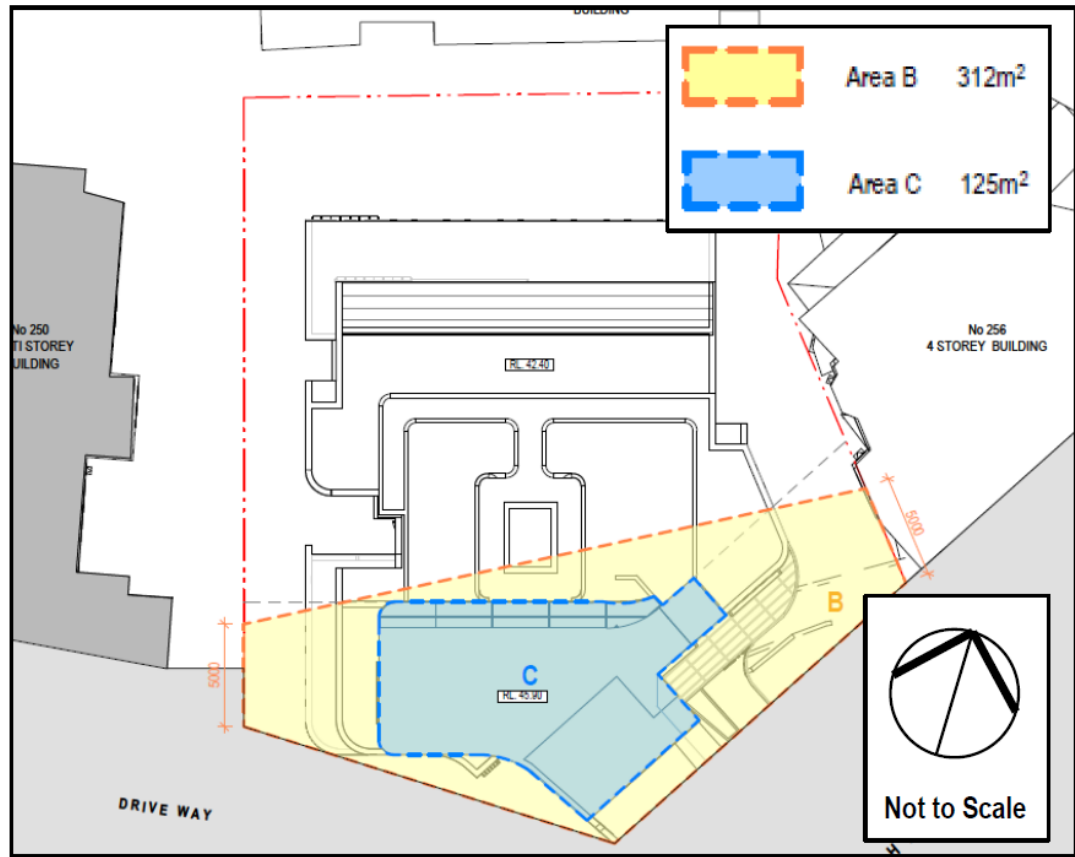 BUILDING
Area B 312m²
Area C 125m²
No 250
TI STOREY
UILDING
No 256
4 STOREY BUILDING
RL. 42.40
5000
B
5000
C
RL. 45.90
DRIVE WAY
Not to Scale
H